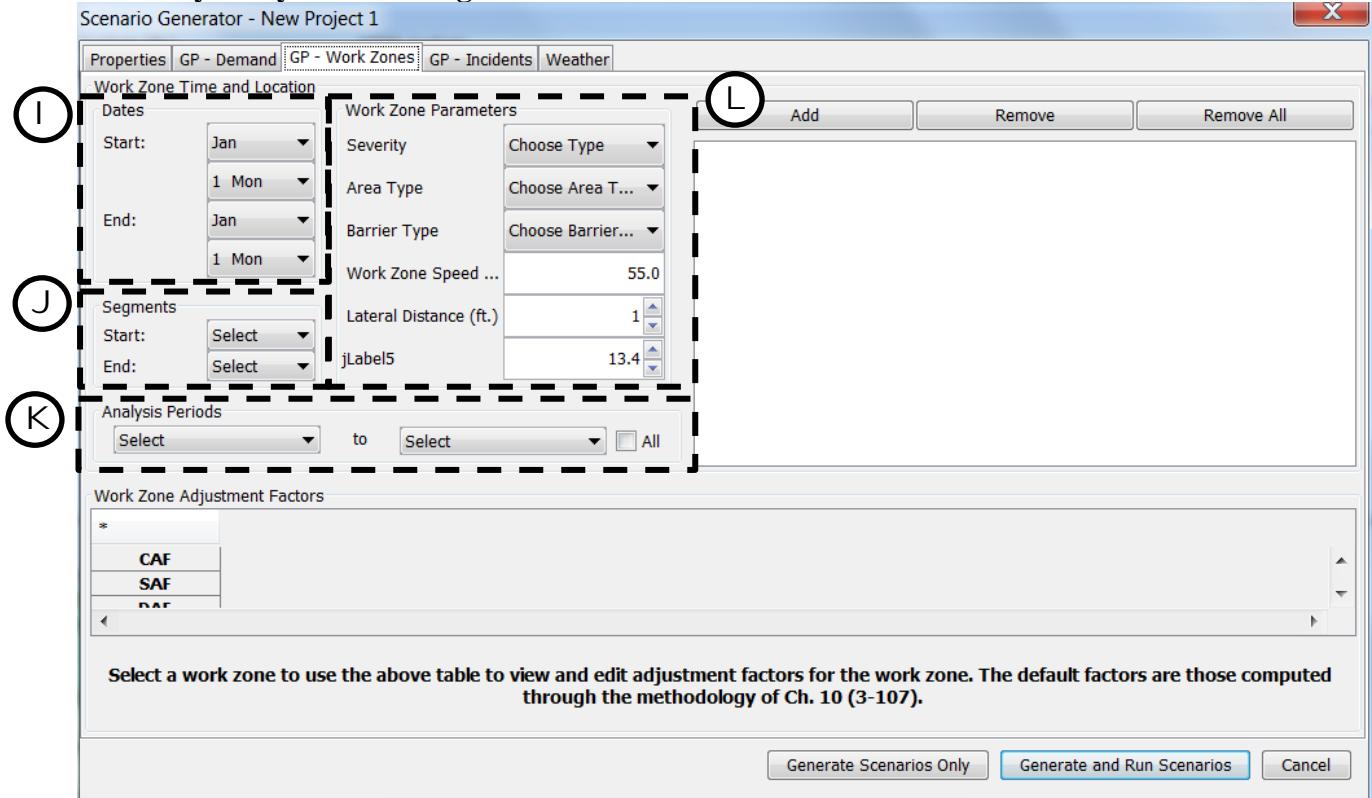 Scenario Generator - New Project 1
X
Properties GP - Demand GP - Work Zones GP - Incidents Weather
Work Zone Time and Location
I
Dates
Start: Jan
1 Mon
End: Jan
1 Mon
J
Segments
Start: Select
End: Select
Work Zone Parameters
Severity Choose Type
Area Type Choose Area T...
Barrier Type Choose Barrier...
Work Zone Speed ... 55.0
Lateral Distance (ft.) 1
jLabel5 13.4
K
Analysis Periods
Select to Select All
L
Add Remove Remove All
Work Zone Adjustment Factors
*
CAF
SAF
DAF
Select a work zone to use the above table to view and edit adjustment factors for the work zone. The default factors are those computed
through the methodology of Ch. 10 (3-107).
Generate Scenarios Only Generate and Run Scenarios Cancel